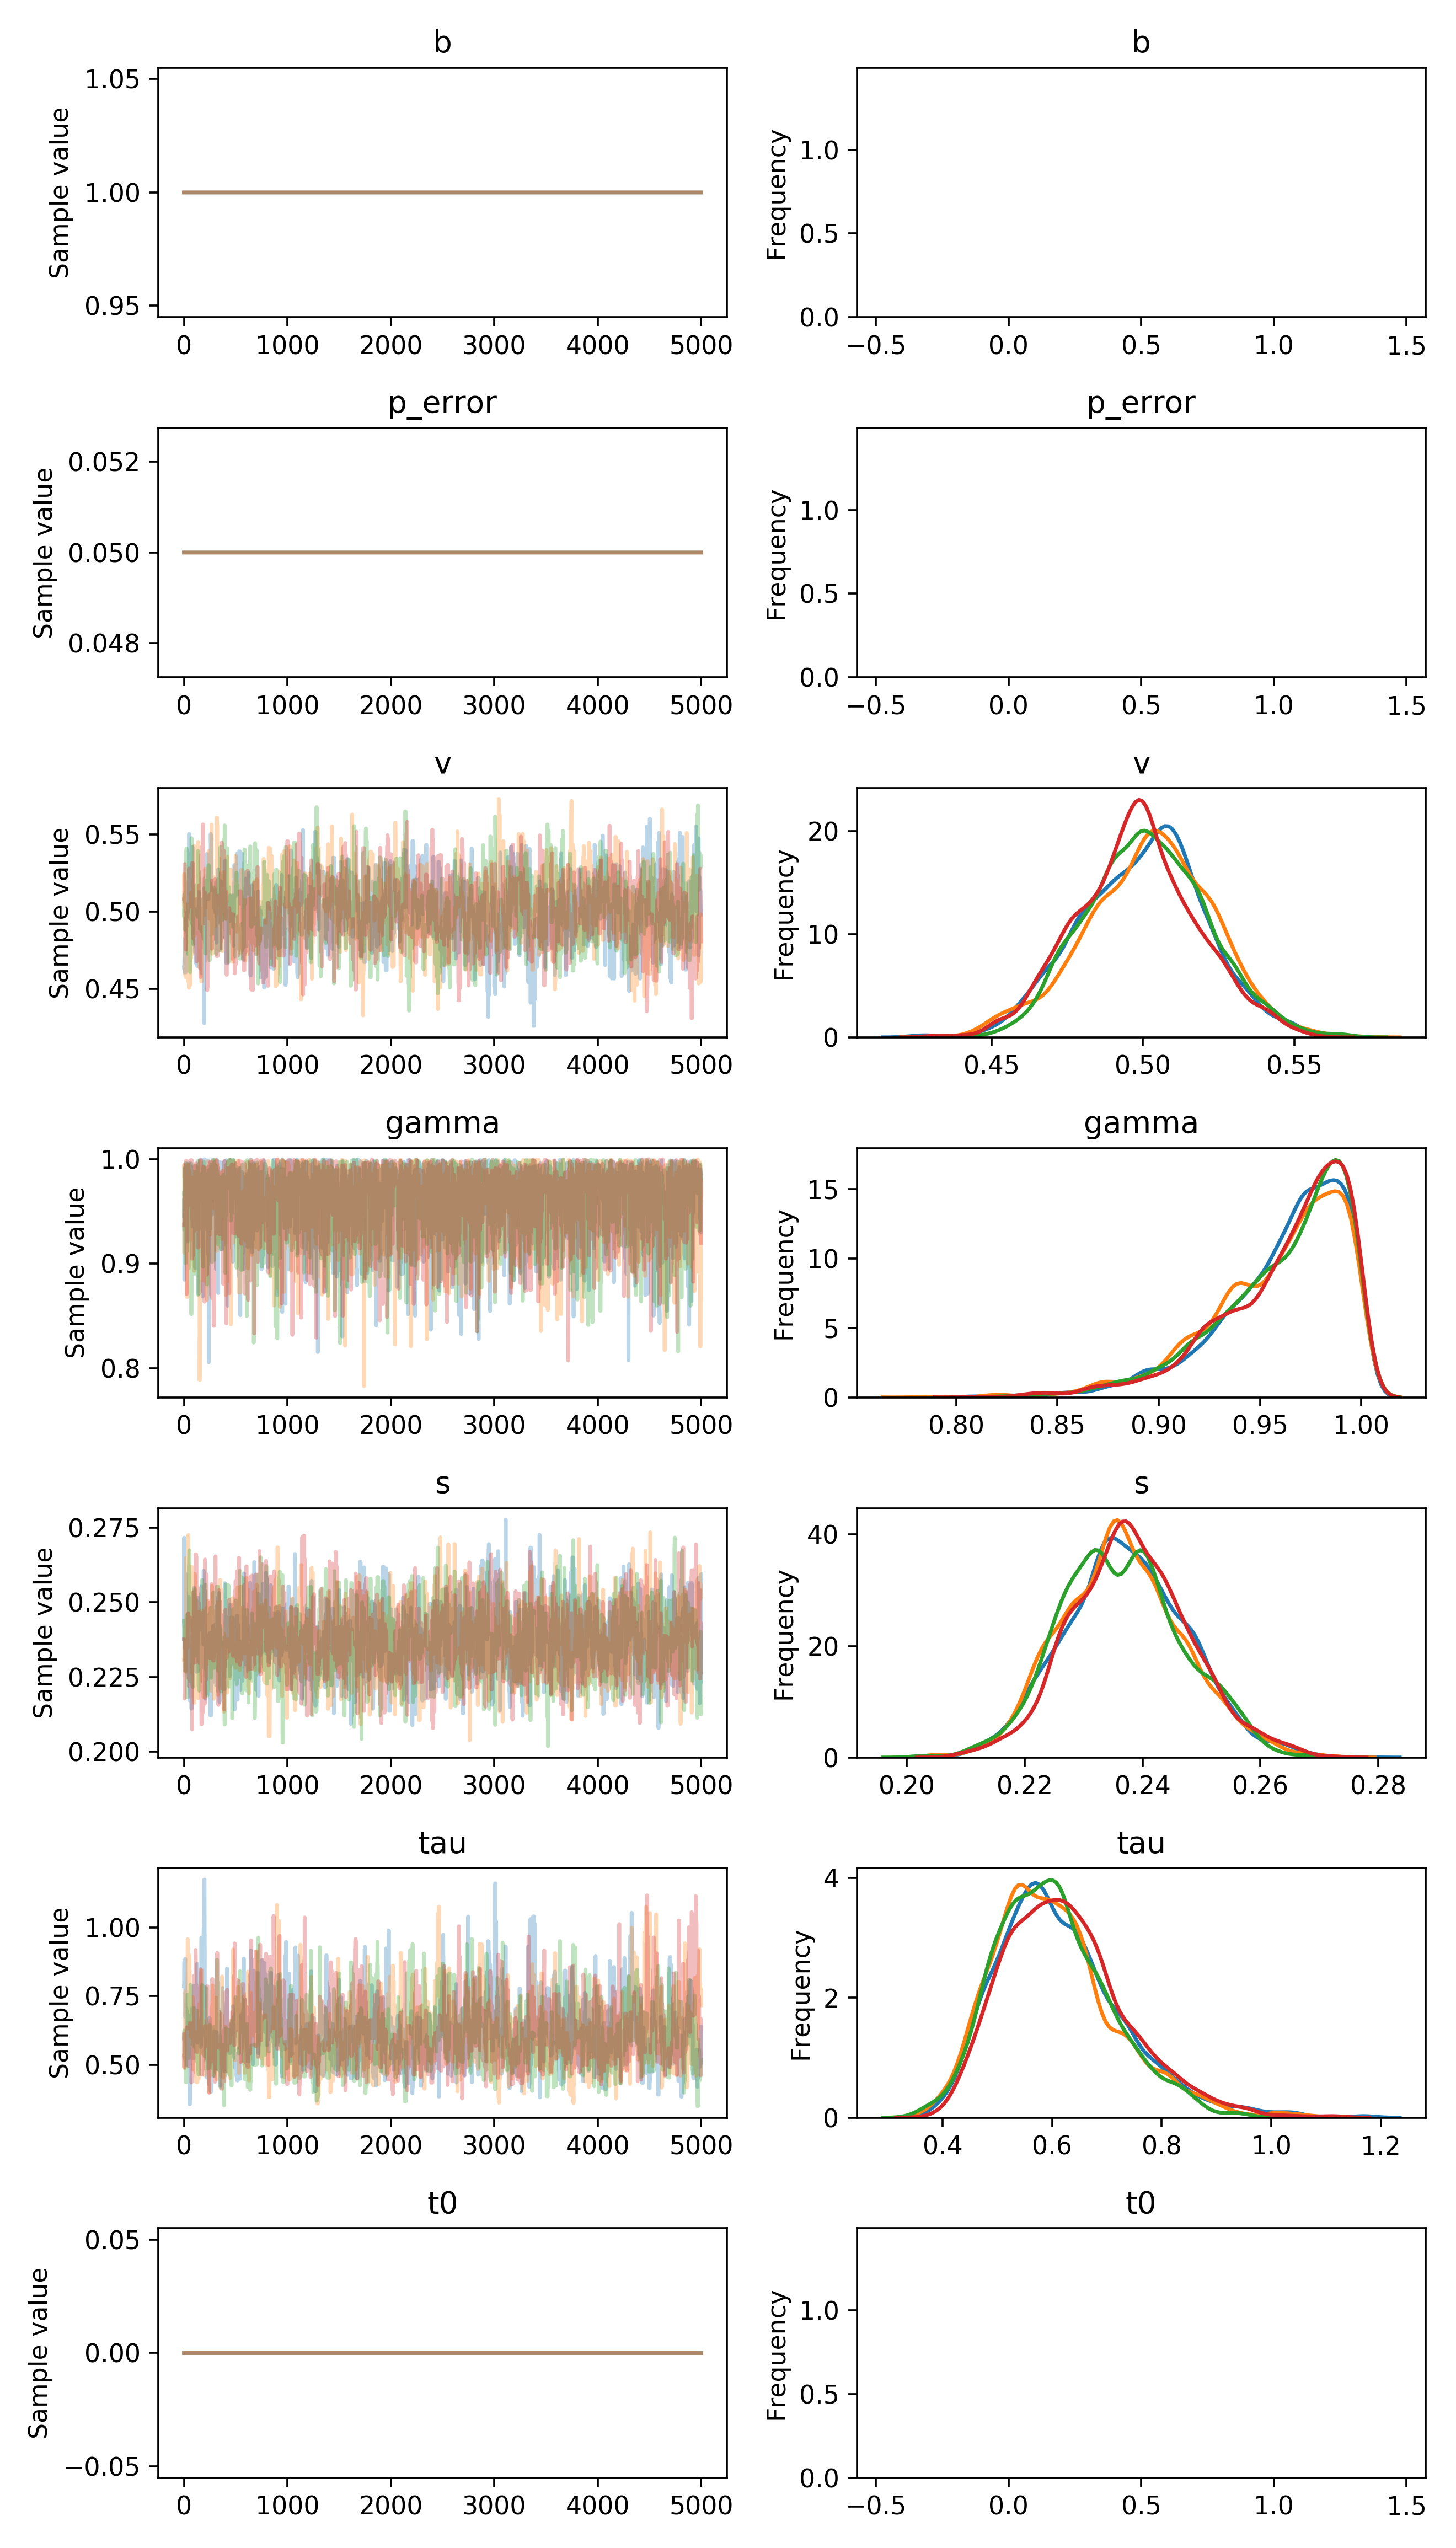 b
b
Sample value
1.05
1.00
0.95
0 1000 2000 3000 4000 5000
Frequency
1.0
0.5
0.0
−0.5 0.0 0.5 1.0 1.5
p_error
p_error
Sample value
0.052
0.050
0.048
0 1000 2000 3000 4000 5000
Frequency
1.0
0.5
0.0
−0.5 0.0 0.5 1.0 1.5
v
v
Sample value
0.55
0.50
0.45
0 1000 2000 3000 4000 5000
Frequency
20
10
0
0.45 0.50 0.55
gamma
gamma
Sample value
1.0
0.9
0.8
0 1000 2000 3000 4000 5000
Frequency
15
10
5
0
0.80 0.85 0.90 0.95 1.00
s
s
Sample value
0.275
0.250
0.225
0.200
0 1000 2000 3000 4000 5000
Frequency
40
20
0
0.20 0.22 0.24 0.26 0.28
tau
tau
Sample value
1.00
0.75
0.50
0 1000 2000 3000 4000 5000
Frequency
4
2
0
0.4 0.6 0.8 1.0 1.2
t0
t0
Sample value
0.05
0.00
−0.05
0 1000 2000 3000 4000 5000
Frequency
1.0
0.5
0.0
−0.5 0.0 0.5 1.0 1.5